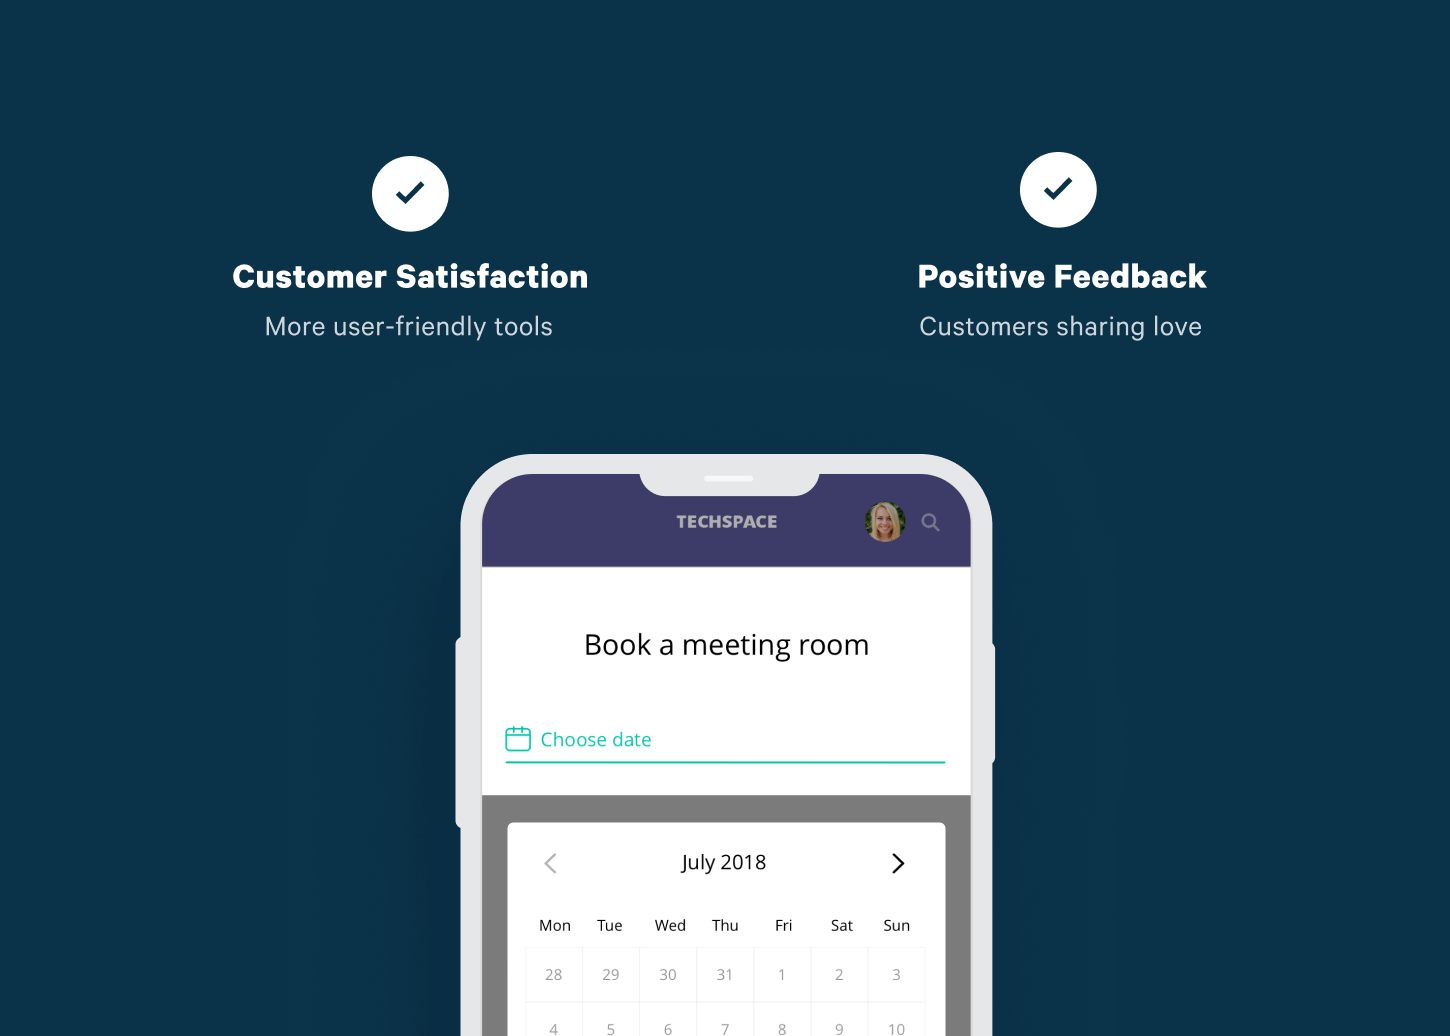 Customer Satisfaction
More user-friendly tools
Positive Feedback
Customers sharing love
TECHSPACE
Book a meeting room
Choose date
July 2018
Mon Tue Wed Thu Fri Sat Sun
28 29 30 31 1 2 3
4 5 6 7 8 9 10